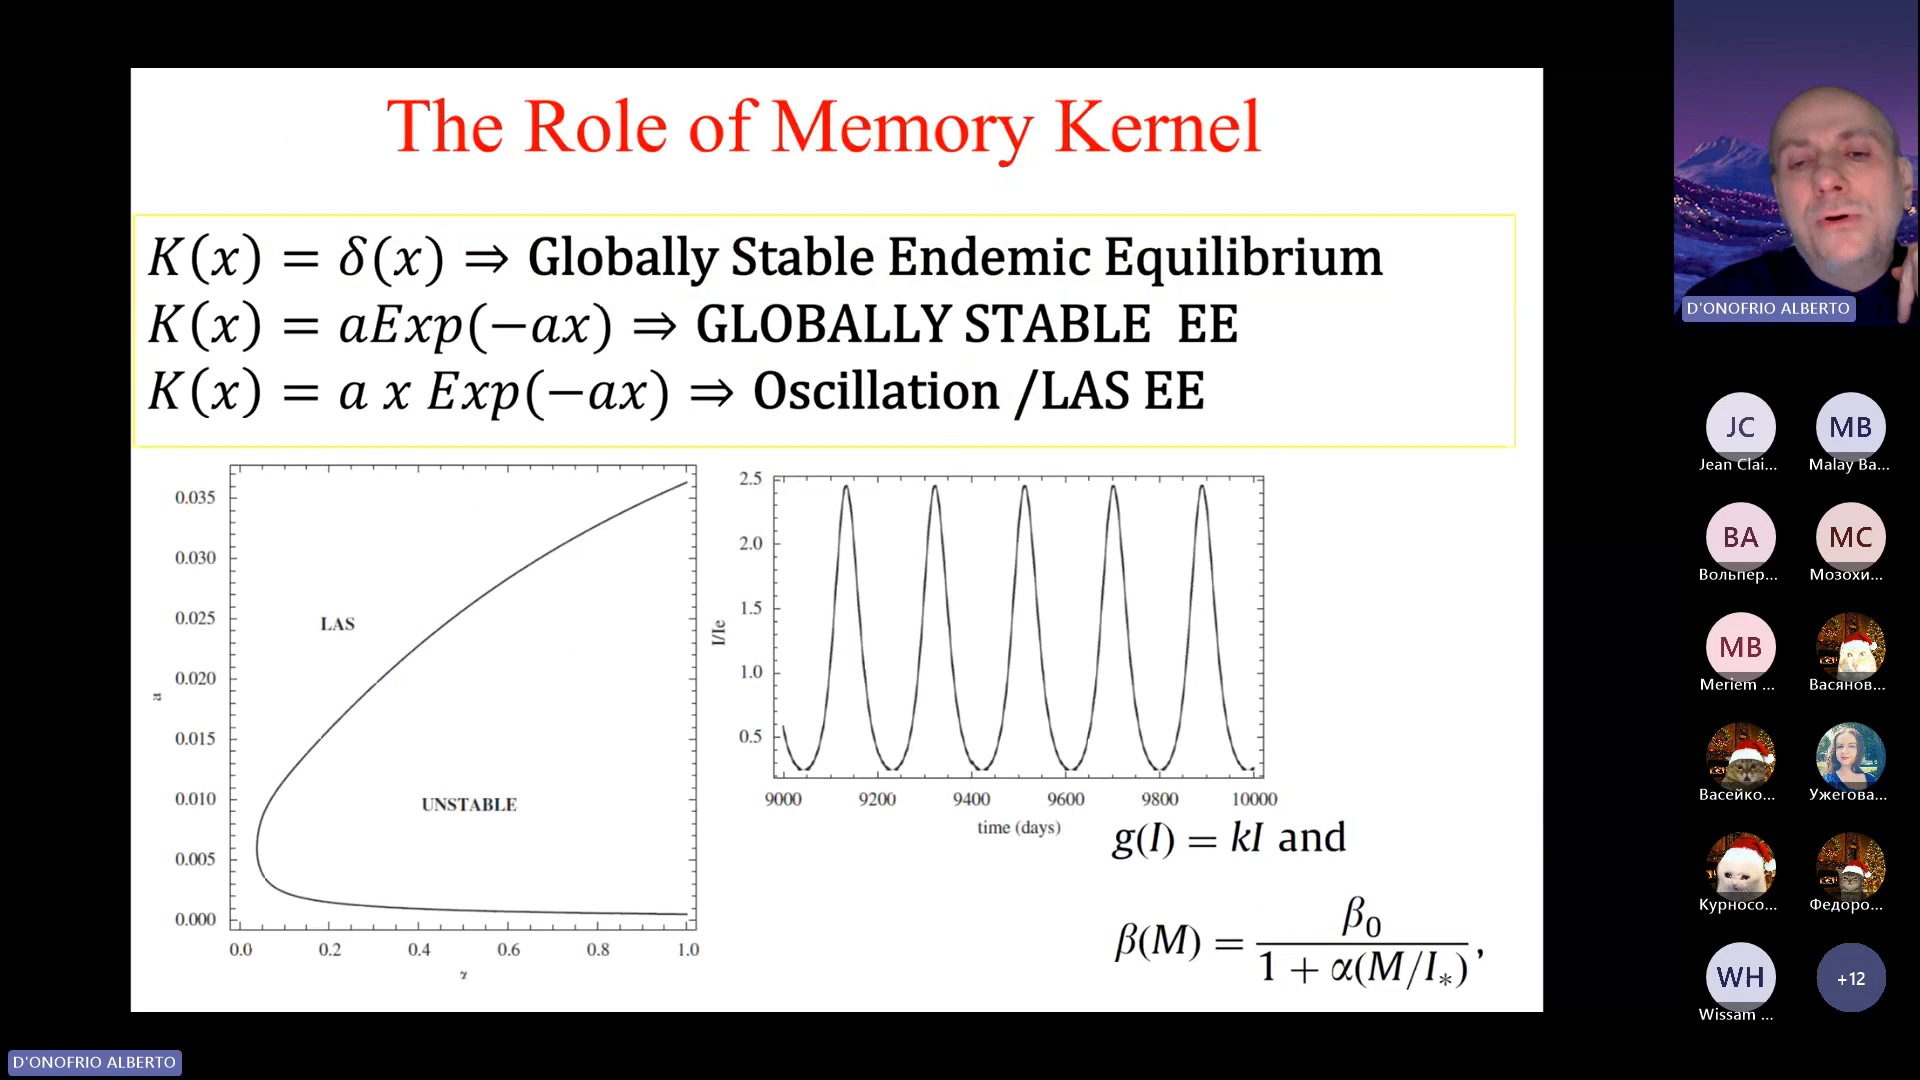 The Role of Memory Kernel
K(x) = δ(x) ⇒ Globally Stable Endemic Equilibrium
K(x) = aExp(−ax) ⇒ GLOBALLY STABLE EE
K(x) = a x Exp(−ax) ⇒ Oscillation /LAS EE
0.035
0.030
0.025
0.020
0.015
0.010
0.005
0.000
a
LAS
UNSTABLE
0.0 0.2 0.4 0.6 0.8 1.0
2.5
2.0
1.5
1.0
0.5
I/Ie
9000 9200 9400 9600 9800 10000
time (days)
g(I) = kI and
β(M) = β₀ / 1 + α(M/I∗) ,
D'ONOFRIO ALBERTO
JC
MB
Jean Clai...
Malay Ba...
BA
MC
Вольпер...
Мозохи...
MB
Meriem ...
Васянов...
Васейко...
Ужегова...
Курносо...
Федоро...
WH
+12
Wissam ...
D'ONOFRIO ALBERTO